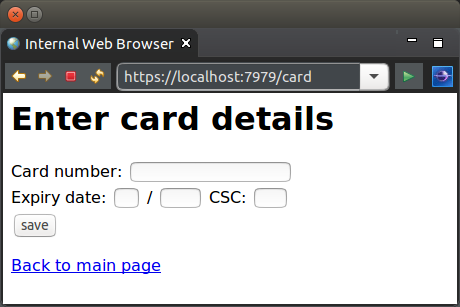 Internal Web Browser
https://localhost:7979/card
Enter card details
Card number:
Expiry date: / CSC:
save
Back to main page